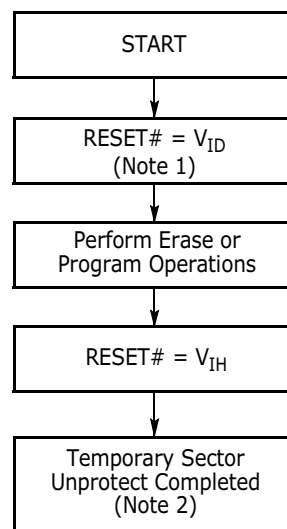 START
RESET# = VID
(Note 1)
Perform Erase or
Program Operations
RESET# = VIH
Temporary Sector
Unprotect Completed
(Note 2)